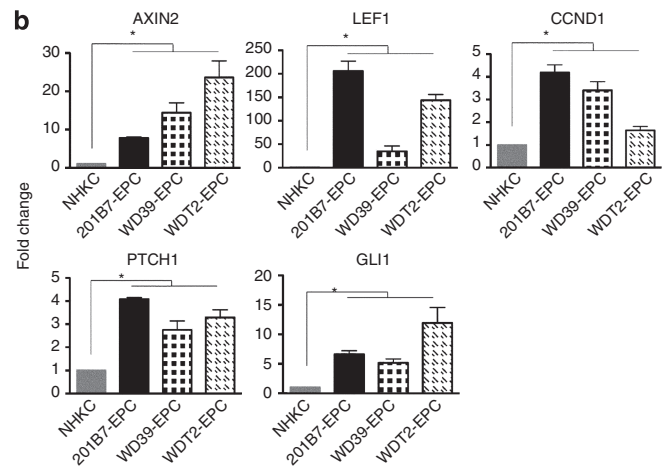 b
AXIN2
LEF1
CCND1
Fold change
30
20
10
0
*
NHKC
201B7-EPC
WD39-EPC
WDT2-EPC
250
200
150
100
50
0
*
NHKC
201B7-EPC
WD39-EPC
WDT2-EPC
5
4
3
2
1
0
*
NHKC
201B7-EPC
WD39-EPC
WDT2-EPC
PTCH1
GLI1
5
4
3
2
1
0
*
NHKC
201B7-EPC
WD39-EPC
WDT2-EPC
20
15
10
5
0
*
NHKC
201B7-EPC
WD39-EPC
WDT2-EPC